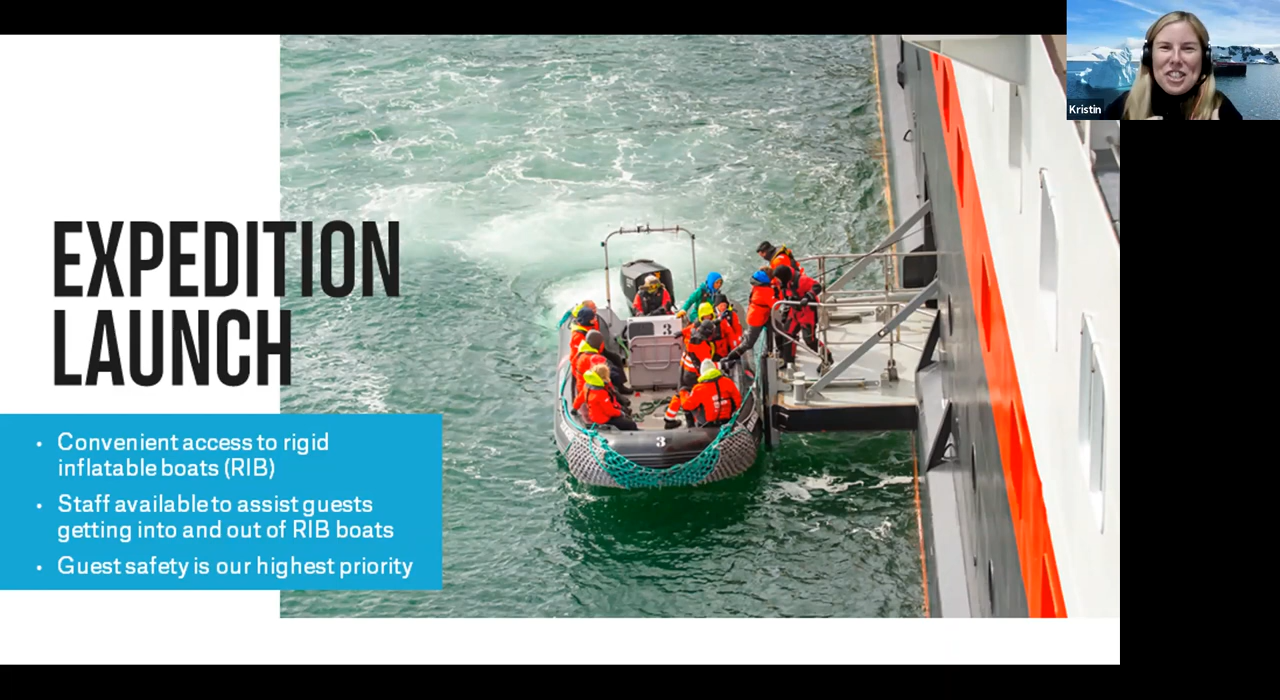 Kristin
EXPEDITION
LAUNCH
• Convenient access to rigid
inflatable boats (RIB)
• Staff available to assist guests
getting into and out of RIB boats
• Guest safety is our highest priority
3
3